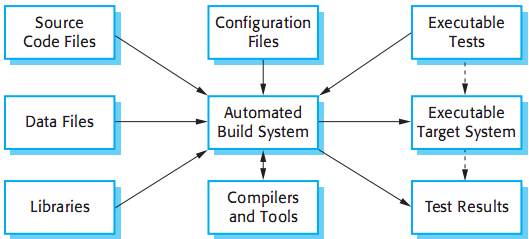 Source
Code Files
Configuration
Files
Executable
Tests
Data Files
Automated
Build System
Executable
Target System
Libraries
Compilers
and Tools
Test Results